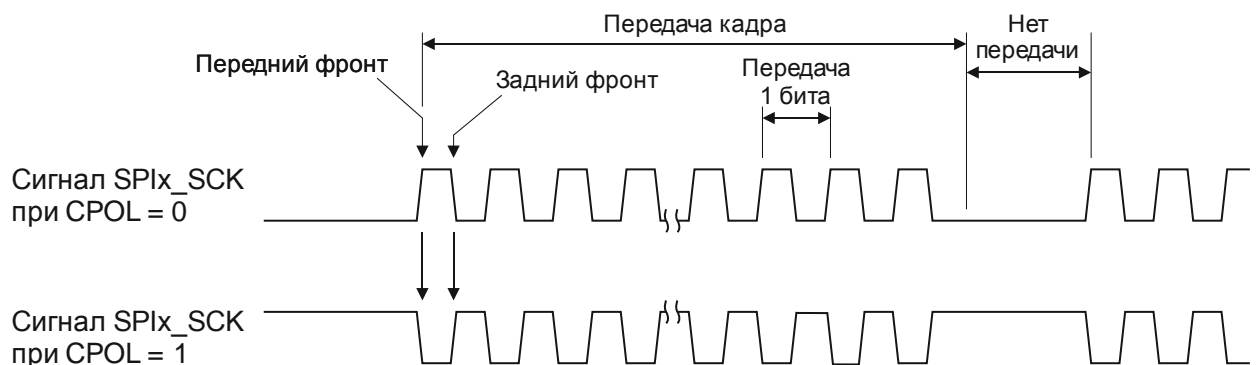 Передача кадра
Нет
передачи
Передний фронт
Задний фронт
Передача
1 бита
Сигнал SPIx_SCK
при CPOL = 0
Сигнал SPIx_SCK
при CPOL = 1